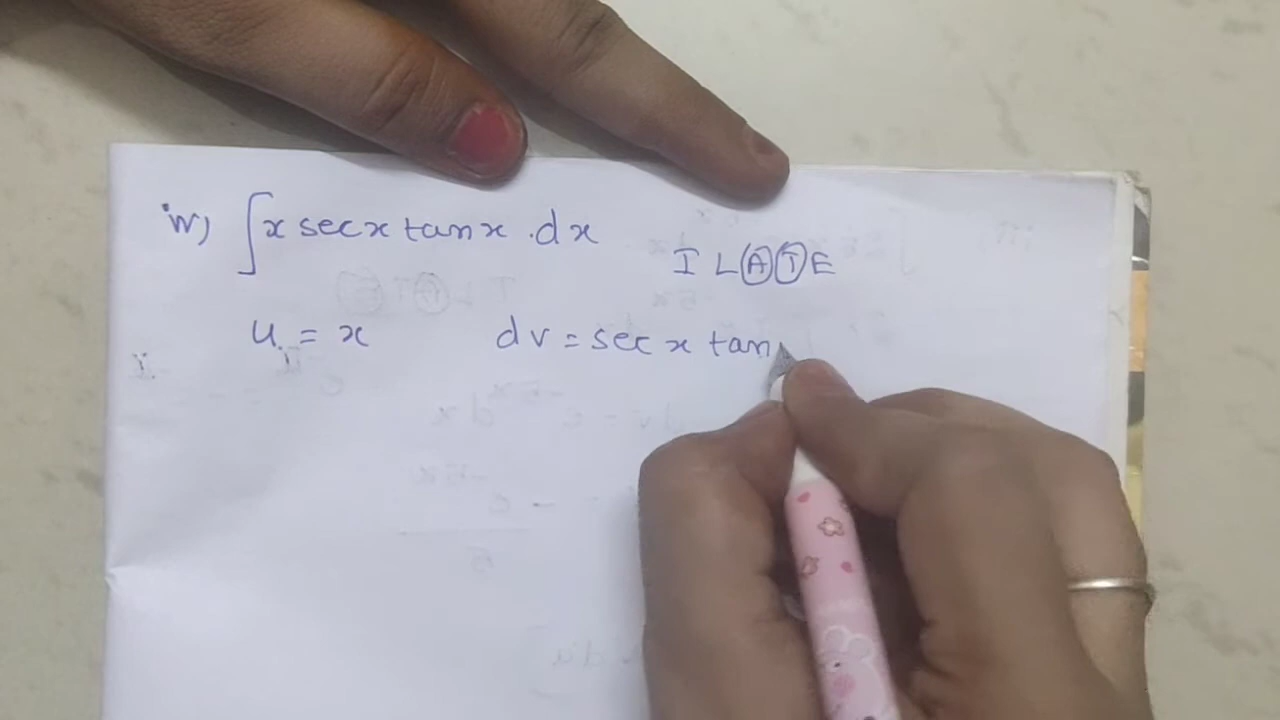 iv) ∫x secx tanx .dx
I L A T E
u = x dv = sec x tan